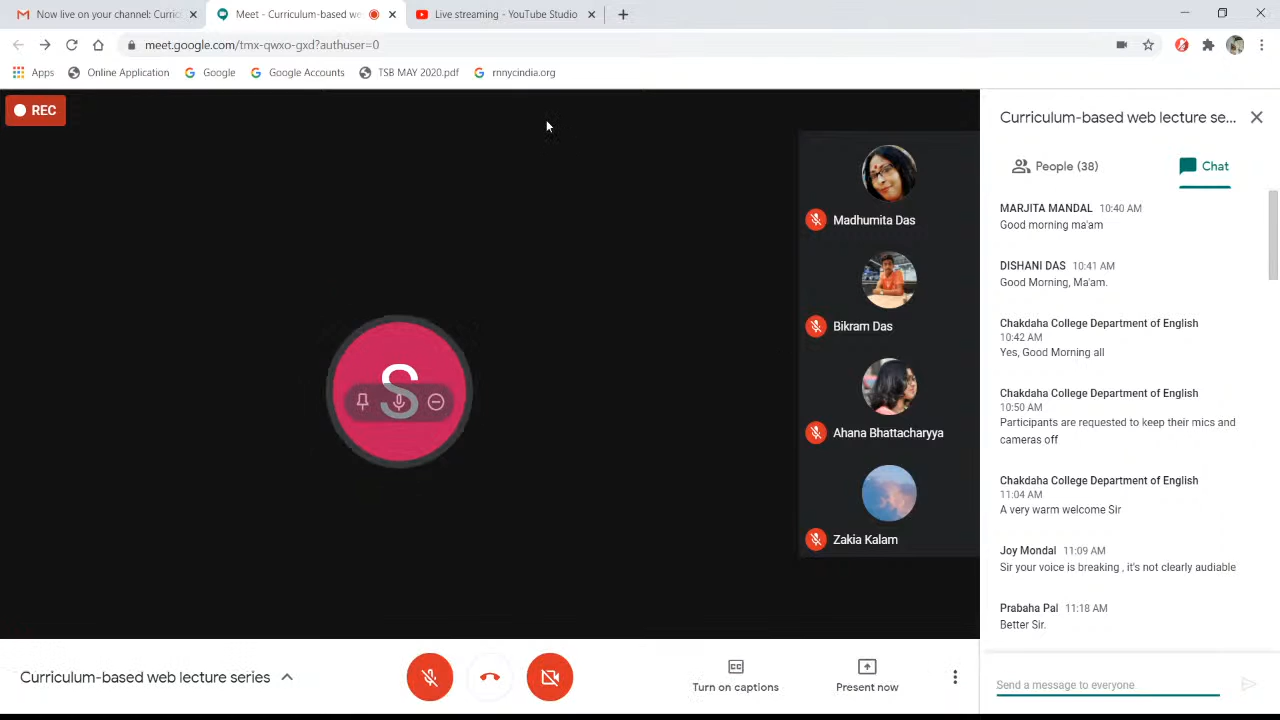 Now live on your channel: Curric
Meet - Curriculum-based we
Live streaming - YouTube Studio
meet.google.com/tmx-qwxo-gxd?authuser=0
Apps
Online Application
Google
Google Accounts
TSB MAY 2020.pdf
rnnycindia.org
REC
S
Madhumita Das
Bikram Das
Ahana Bhattacharyya
Zakia Kalam
Curriculum-based web lecture se...
People (38)
Chat
MARJITA MANDAL 10:40 AM
Good morning ma'am
DISHANI DAS 10:41 AM
Good Morning, Ma'am.
Chakdaha College Department of English
10:42 AM
Yes, Good Morning all
Chakdaha College Department of English
10:50 AM
Participants are requested to keep their mics and
cameras off
Chakdaha College Department of English
11:04 AM
A very warm welcome Sir
Joy Mondal 11:09 AM
Sir your voice is breaking , it's not clearly audiable
Prabaha Pal 11:18 AM
Better Sir.
Send a message to everyone
Curriculum-based web lecture series
Turn on captions
Present now